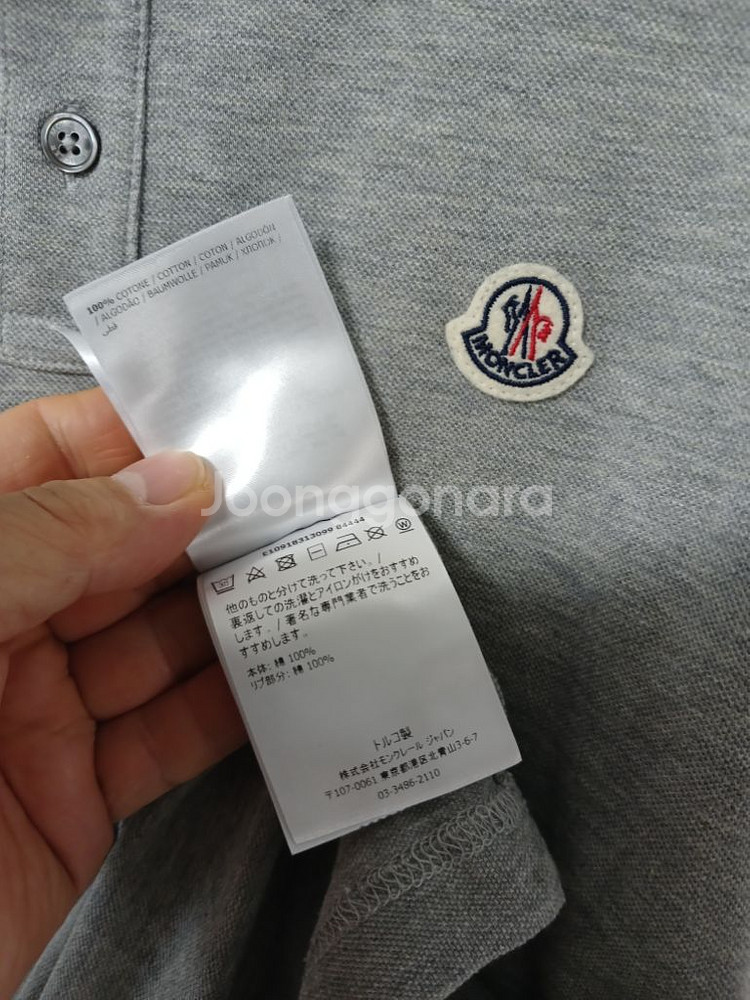 100% COTONE / COTTON / COTON / ALGODÓN
/ ALGODÃO / BAUMWOLLE / PAMUK / ХЛОПОК /
قطن
MONCLER
Joonggonara
E10918313099 84444
30
W
他のものと分けて洗って下さい。/
裏返しての洗濯とアイロンがけをおすすめ
します。/ 著名な専門業者で洗うことをお
すすめします。
本体: 綿 100%
リブ部分: 綿 100%
トルコ製
株式会社モンクレール ジャパン
〒107-0061 東京都港区北青山3-6-7
03-3486-2110